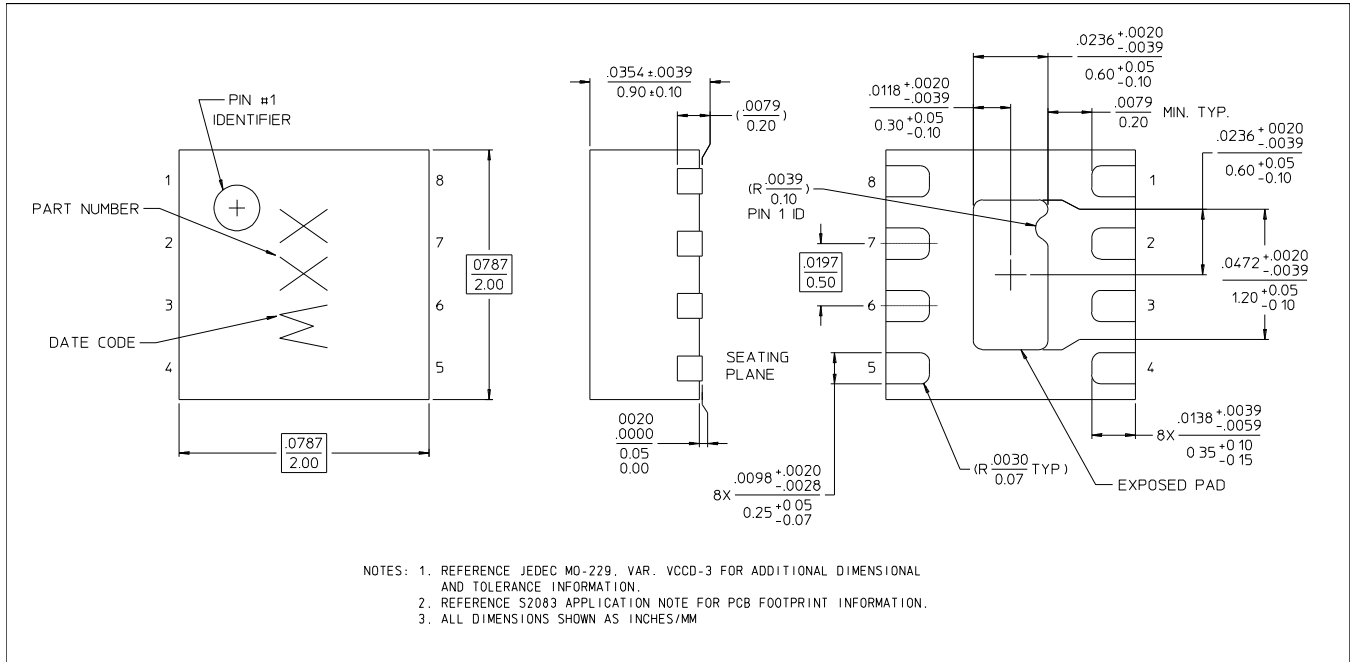 PIN #1
IDENTIFIER
PART NUMBER
DATE CODE
1
2
3
4
8
7
6
5
XXW
.0787
2.00
.0787
2.00
.0354 ±.0039
0.90 ±0.10
(.0079
0.20)
SEATING
PLANE
0020
.0000
0.05
0.00
.0236 +.0020
-.0039
0.60 +0.05
-0.10
.0118 +.0020
-.0039
0.30 +0.05
-0.10
.0079 MIN. TYP.
0.20
.0236 + 0020
-.0039
0.60 +0.05
-0.10
(R .0039
0.10)
PIN 1 ID
8
7
6
5
1
2
3
4
.0197
0.50
.0472 +.0020
-.0039
1.20 +0.05
-0 10
8X .0138 +.0039
-.0059
0 35 +0 10
-0 15
(R .0030 TYP)
0.07
EXPOSED PAD
8X .0098 +.0020
-.0028
0.25 +0 05
-0.07
NOTES: 1. REFERENCE JEDEC MO-229, VAR. VCCD-3 FOR ADDITIONAL DIMENSIONAL
AND TOLERANCE INFORMATION.
2. REFERENCE S2083 APPLICATION NOTE FOR PCB FOOTPRINT INFORMATION.
3. ALL DIMENSIONS SHOWN AS INCHES/MM